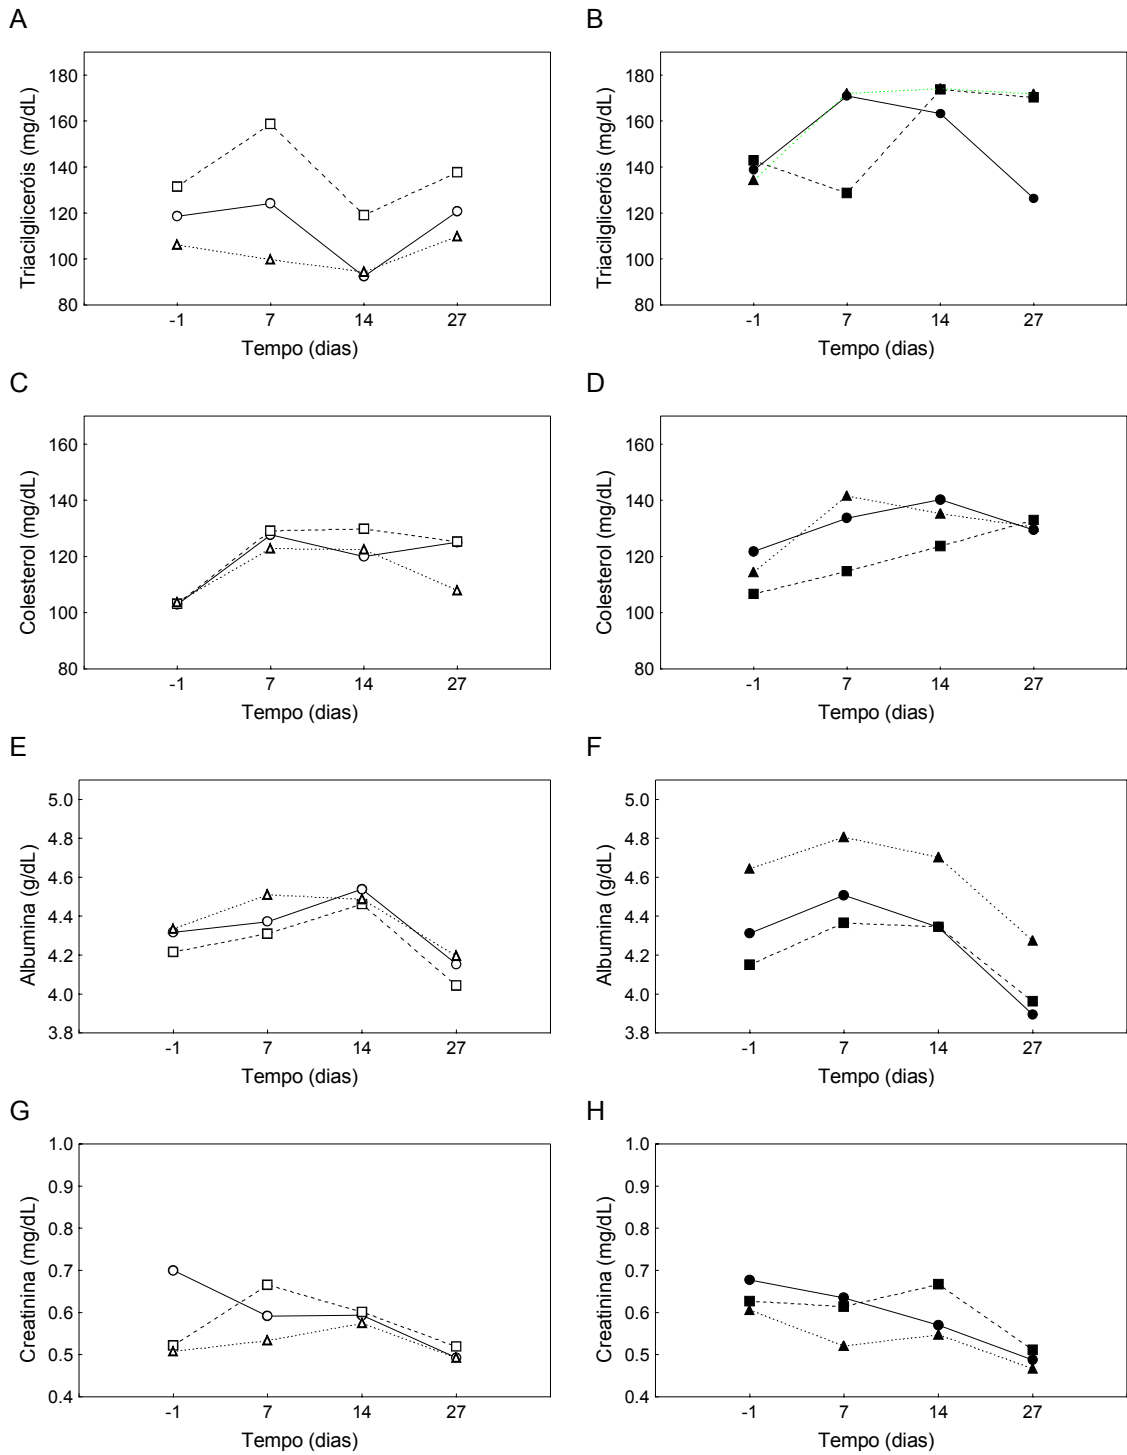 A
B
Triacilgliceróis (mg/dL)
180
160
140
120
100
80
-1 7 14 27
Tempo (dias)
Triacilgliceróis (mg/dL)
180
160
140
120
100
80
-1 7 14 27
Tempo (dias)
C
D
Colesterol (mg/dL)
160
140
120
100
80
-1 7 14 27
Tempo (dias)
Colesterol (mg/dL)
160
140
120
100
80
-1 7 14 27
Tempo (dias)
E
F
Albumina (g/dL)
5.0
4.8
4.6
4.4
4.2
4.0
3.8
-1 7 14 27
Tempo (dias)
Albumina (g/dL)
5.0
4.8
4.6
4.4
4.2
4.0
3.8
-1 7 14 27
Tempo (dias)
G
H
Creatinina (mg/dL)
1.0
0.9
0.8
0.7
0.6
0.5
0.4
-1 7 14 27
Tempo (dias)
Creatinina (mg/dL)
1.0
0.9
0.8
0.7
0.6
0.5
0.4
-1 7 14 27
Tempo (dias)